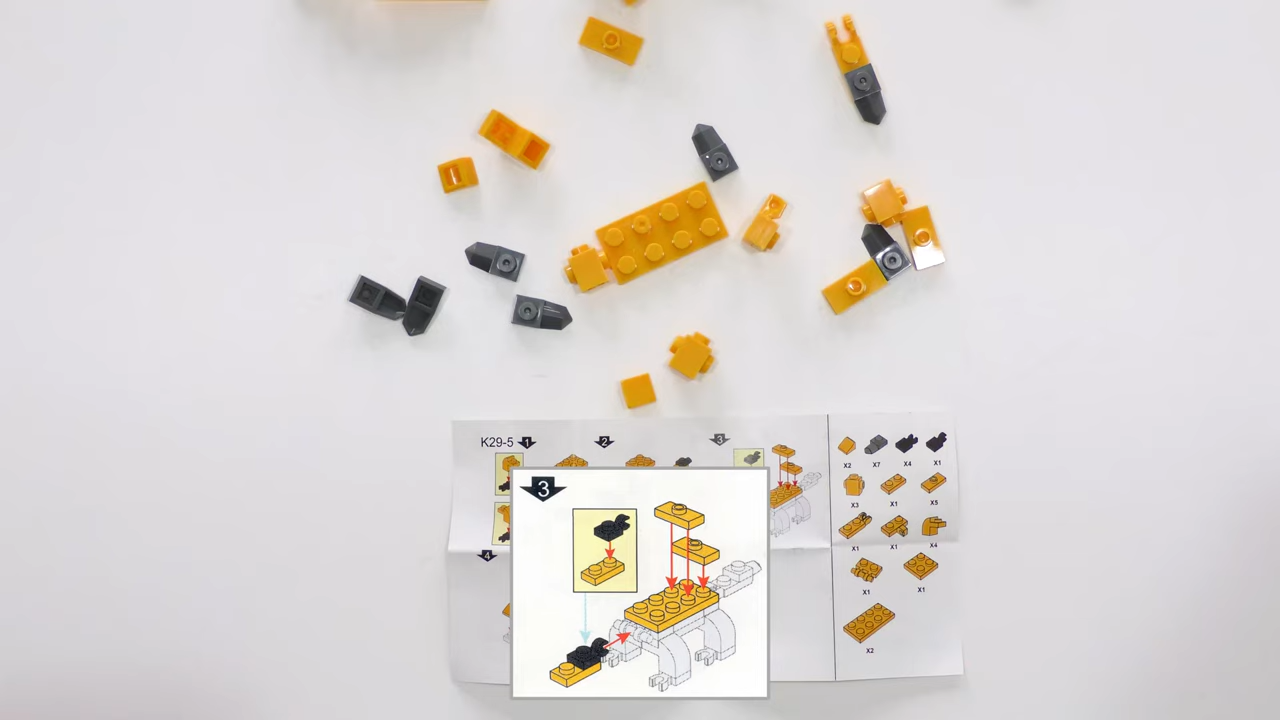 K29-5 1 2 3
X2 X7 X4 X1
X3 X1 X5
X1 X1 X4
X1 X1
X2
4
3